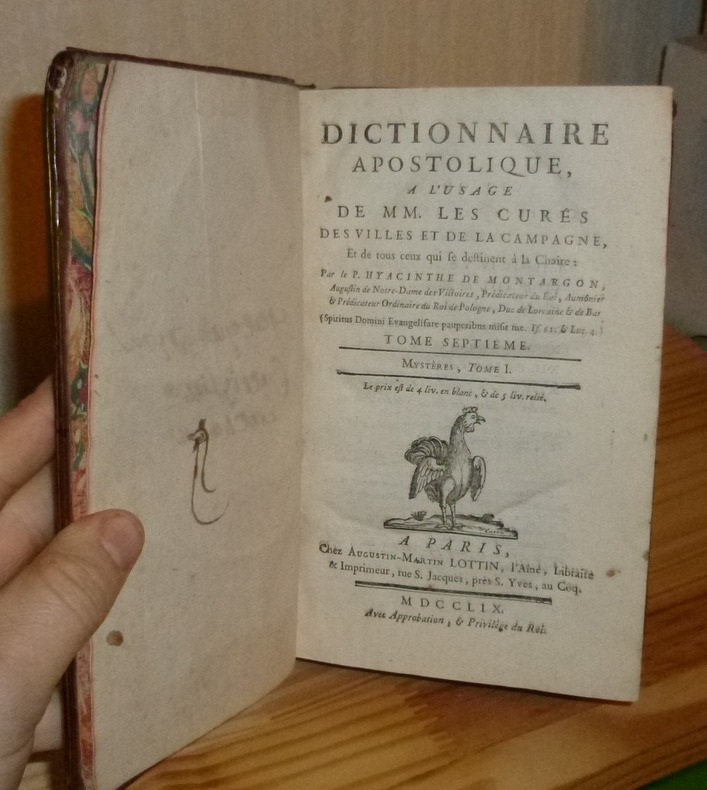 DICTIONNAIRE
APOSTOLIQUE,
A L'USAGE
DE MM. LES CURÉS
DES VILLES ET DE LA CAMPAGNE,
Et de tous ceux qui se destinent à la Chaire :
Par le P. HYACINTHE DE MONTARGON,
Augustin de Notre-Dame des Victoires, Prédicateur du Roi, Aumônier
& Prédicateur Ordinaire du Roi de Pologne, Duc de Lorraine & de Bar
(Spiritus Domini Evangelisare pauperibus misit me. Is. 61. & Luc. 4.)
TOME SEPTIEME.
MYSTÈRES, TOME I.
Le prix est de 4 liv. en blanc, & de 5 liv. relié.
A PARIS,
Chez AUGUSTIN-MARTIN LOTTIN, l'Aîné, Libraire
& Imprimeur, rue S. Jacques, près S. Yves, au Coq.
MDCCLIX.
Avec Approbation, & Privilége du Roi.